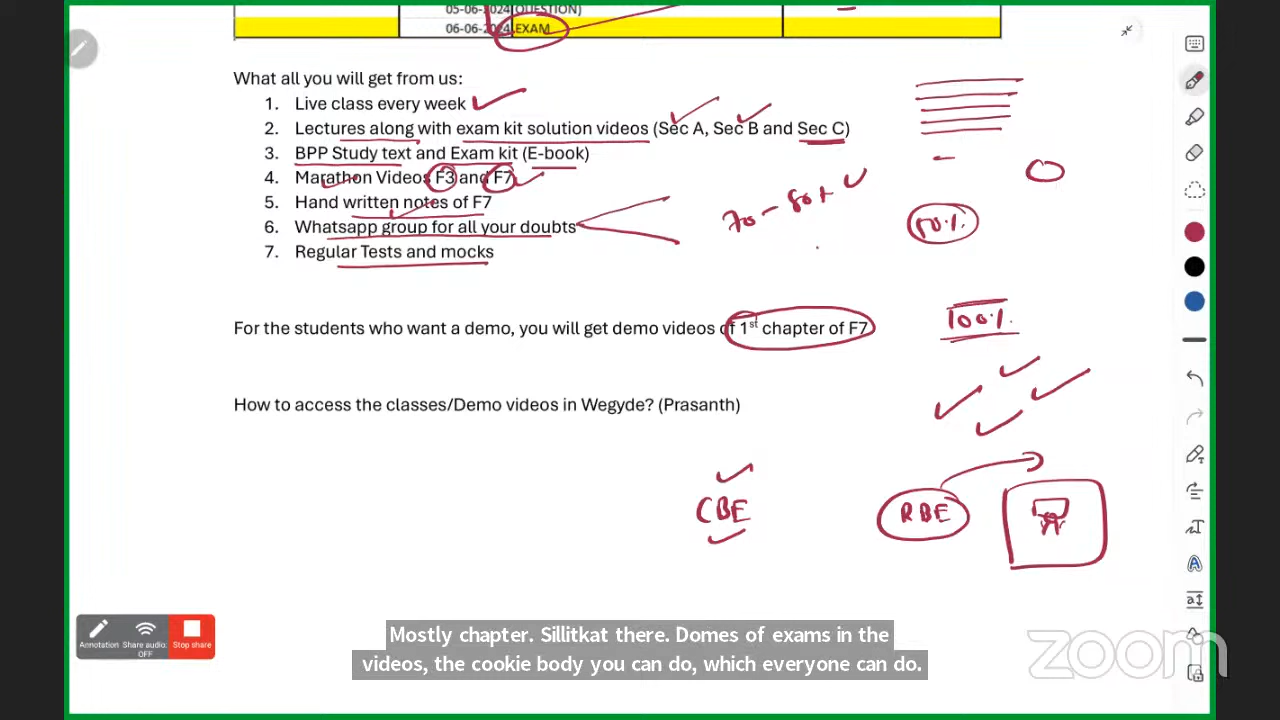 05-06-2024 QUESTION)
06-06-2024 EXAM
What all you will get from us:
1. Live class every week
2. Lectures along with exam kit solution videos (Sec A, Sec B and Sec C)
3. BPP Study text and Exam kit (E-book)
4. Marathon Videos F3 and F7
5. Hand written notes of F7
6. Whatsapp group for all your doubts
7. Regular Tests and mocks
70 - 80+
50%
For the students who want a demo, you will get demo videos of 1st chapter of F7
100%
How to access the classes/Demo videos in Wegyde? (Prasanth)
CBE
RBE
Annotation Share audio: OFF Stop share
Mostly chapter. Sillitkat there. Domes of exams in the
videos, the cookie body you can do, which everyone can do.
zoom